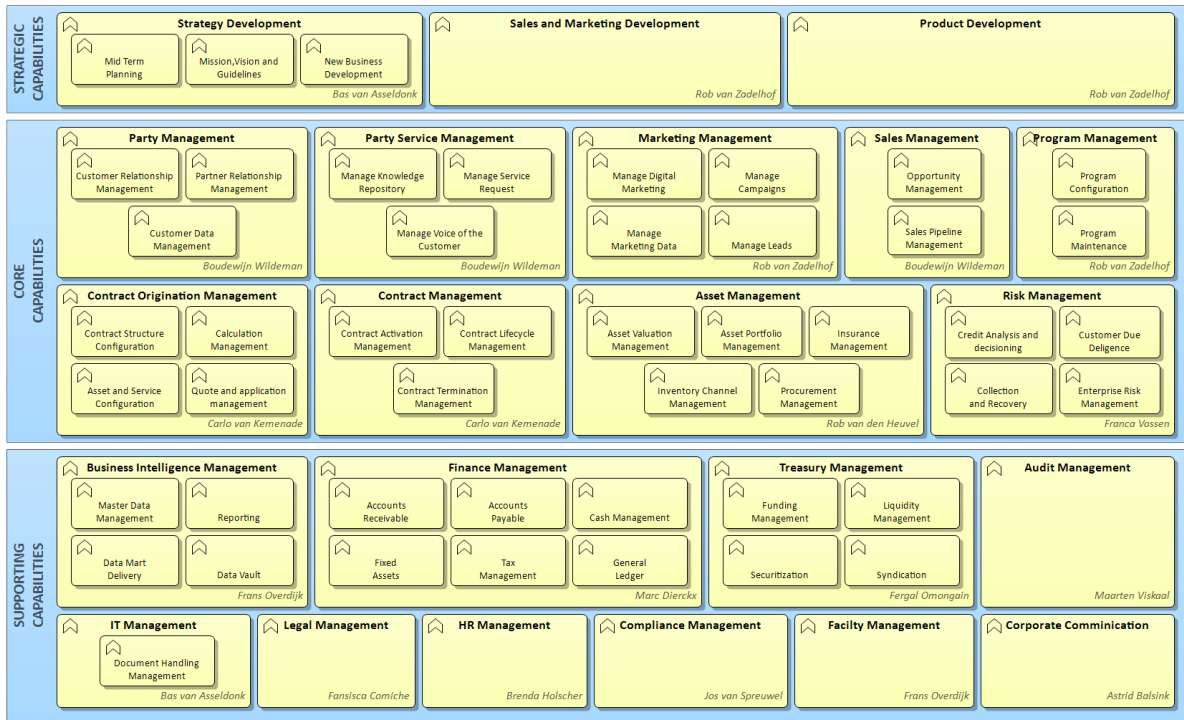 STRATEGIC
CAPABILITIES
Strategy Development
Mid Term
Planning
Mission,Vision and
Guidelines
New Business
Development
Bas van Asseldonk
Sales and Marketing Development
Rob van Zadelhof
Product Development
Rob van Zadelhof
CORE
CAPABILITIES
Party Management
Customer Relationship
Management
Partner Relationship
Management
Customer Data
Management
Boudewijn Wildeman
Party Service Management
Manage Knowledge
Repository
Manage Service
Request
Manage Voice of the
Customer
Boudewijn Wildeman
Marketing Management
Manage Digital
Marketing
Manage
Campaigns
Manage
Marketing Data
Manage Leads
Rob van Zadelhof
Sales Management
Opportunity
Management
Sales Pipeline
Management
Boudewijn Wildeman
Program Management
Program
Configuration
Program
Maintenance
Rob van Zadelhof
Contract Origination Management
Contract Structure
Configuration
Calculation
Management
Asset and Service
Configuration
Quote and application
management
Carlo van Kemenade
Contract Management
Contract Activation
Management
Contract Lifecycle
Management
Contract Termination
Management
Carlo van Kemenade
Asset Management
Asset Valuation
Management
Asset Portfolio
Management
Insurance
Management
Inventory Channel
Management
Procurement
Management
Rob van den Heuvel
Risk Management
Credit Analysis and
decisioning
Customer Due
Deligence
Collection
and Recovery
Enterprise Risk
Management
Franca Vossen
SUPPORTING
CAPABILITIES
Business Intelligence Management
Master Data
Management
Reporting
Data Mart
Delivery
Data Vault
Frans Overdijk
Finance Management
Accounts
Receivable
Accounts
Payable
Cash Management
Fixed
Assets
Tax
Management
General
Ledger
Marc Dierckx
Treasury Management
Funding
Management
Liquidity
Management
Securitization
Syndication
Fergal Omongain
Audit Management
Maarten Viskaal
IT Management
Document Handling
Management
Bas van Asseldonk
Legal Management
Fansisca Comiche
HR Management
Brenda Holscher
Compliance Management
Jos van Spreuwel
Facilty Management
Frans Overdijk
Corporate Comminication
Astrid Balsink